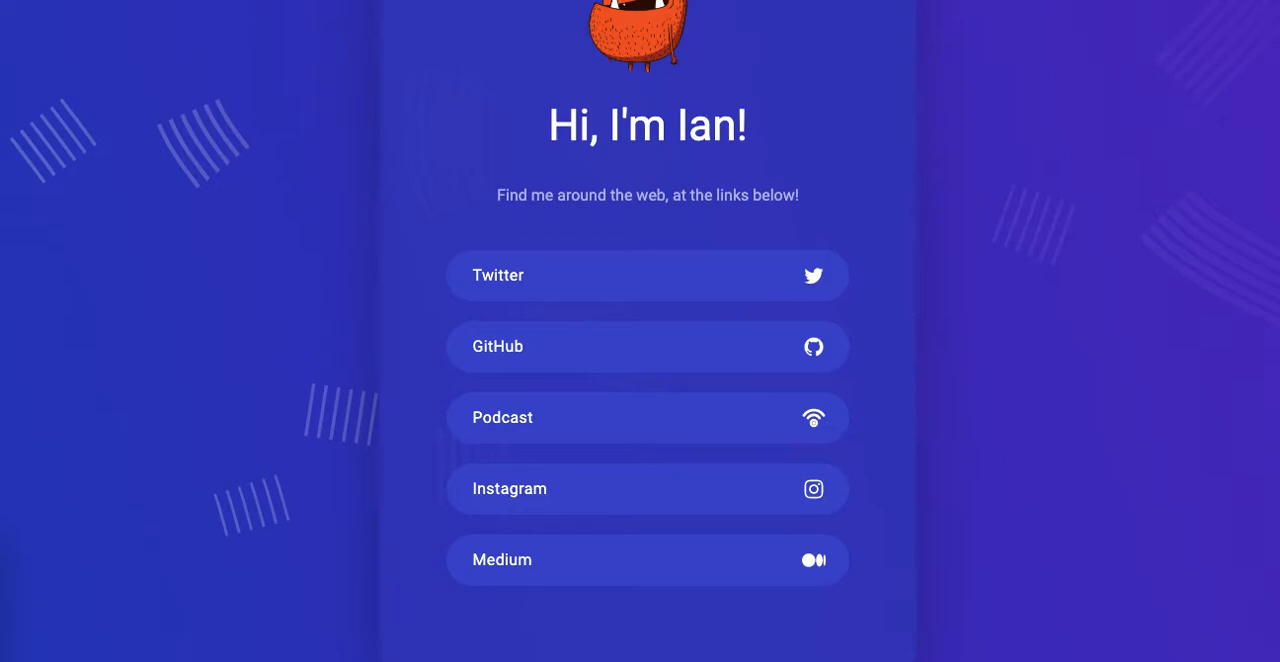 Hi, I'm Ian!
Find me around the web, at the links below!
Twitter
GitHub
Podcast
Instagram
Medium